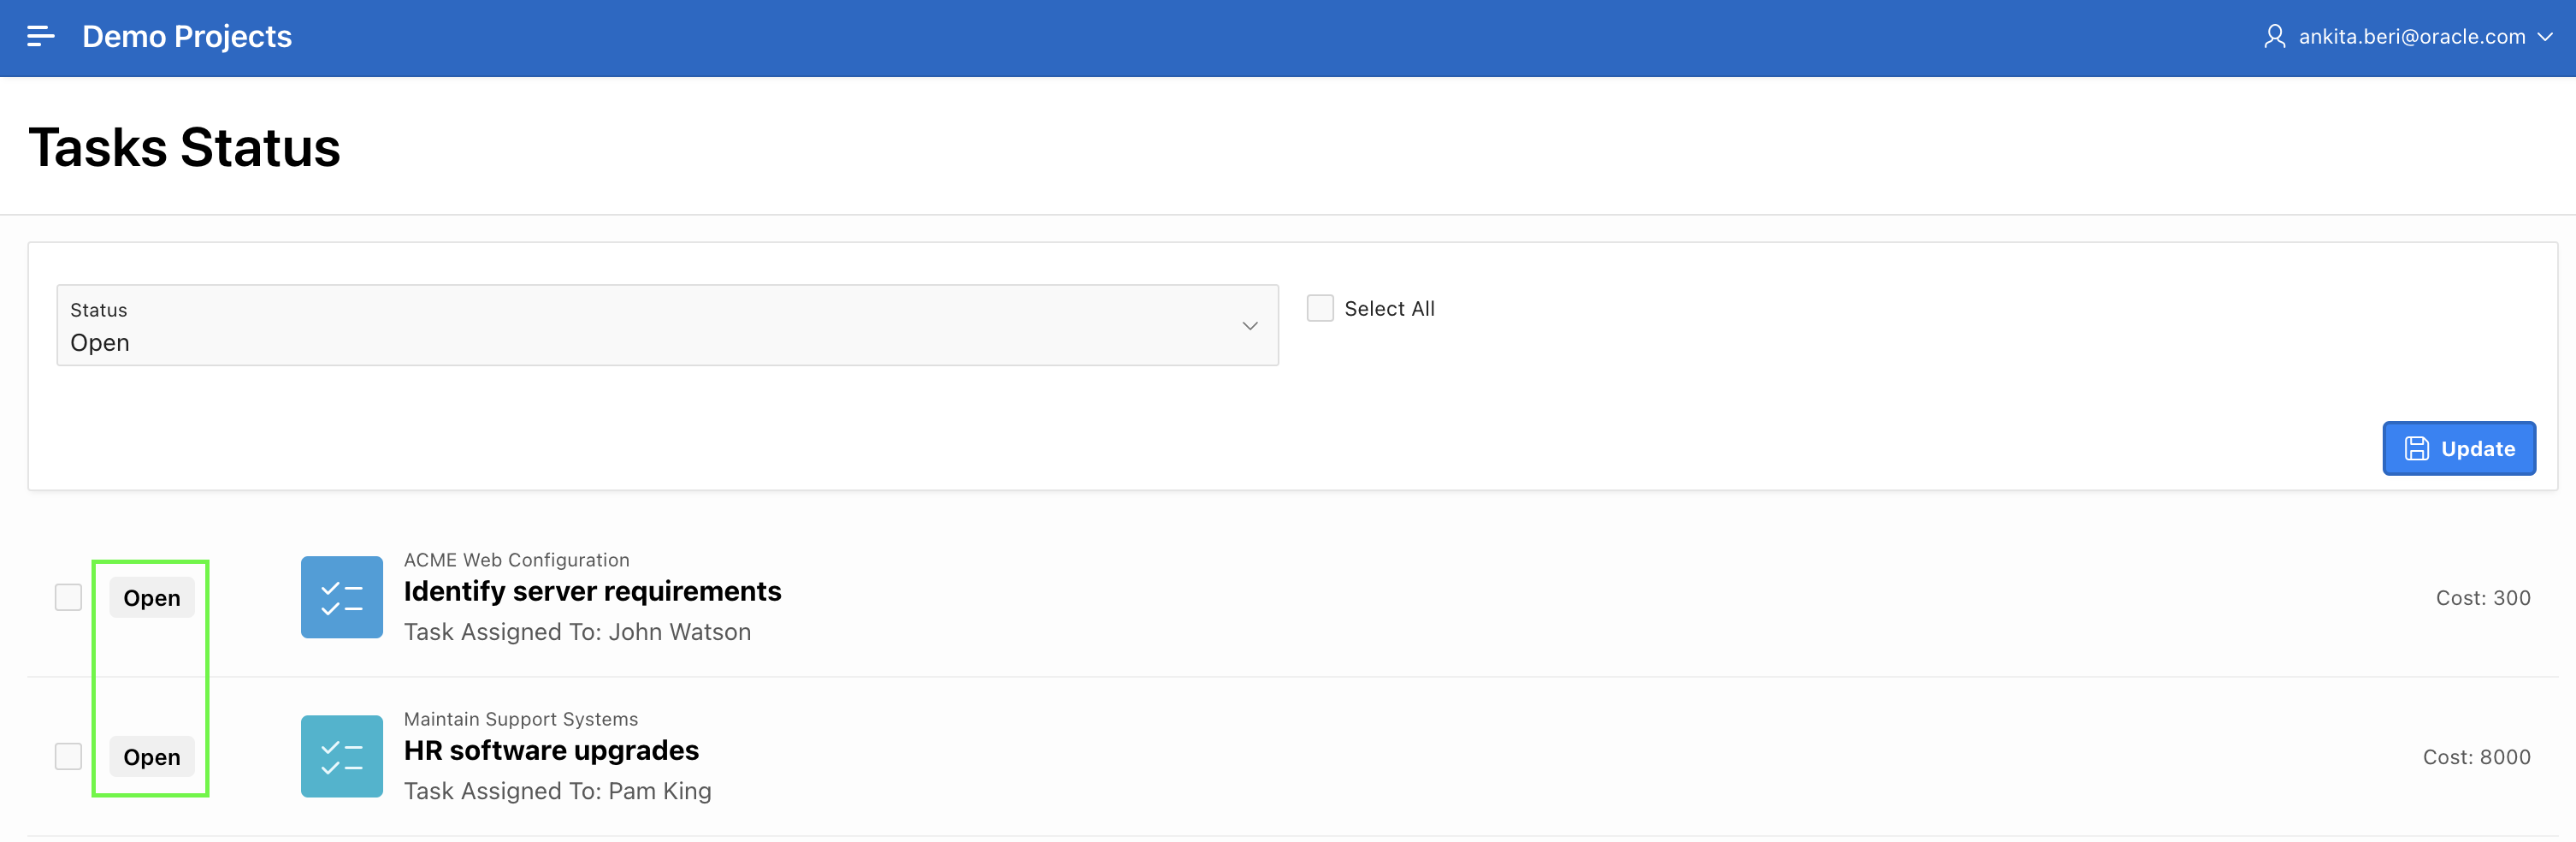 Demo Projects
ankita.beri@oracle.com
Tasks Status
Status
Open
Select All
Update
ACME Web Configuration
Open
Identify server requirements
Cost: 300
Task Assigned To: John Watson
Maintain Support Systems
Open
HR software upgrades
Cost: 8000
Task Assigned To: Pam King